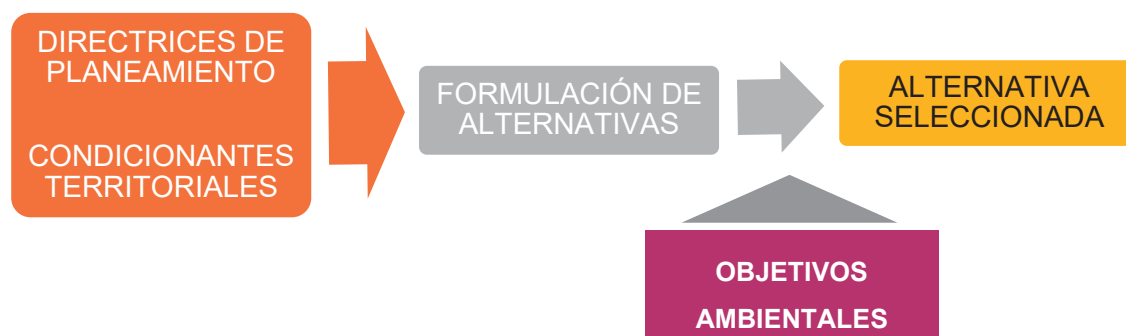 DIRECTRICES DE
PLANEAMIENTO
CONDICIONANTES
TERRITORIALES
FORMULACIÓN DE
ALTERNATIVAS
ALTERNATIVA
SELECCIONADA
OBJETIVOS
AMBIENTALES